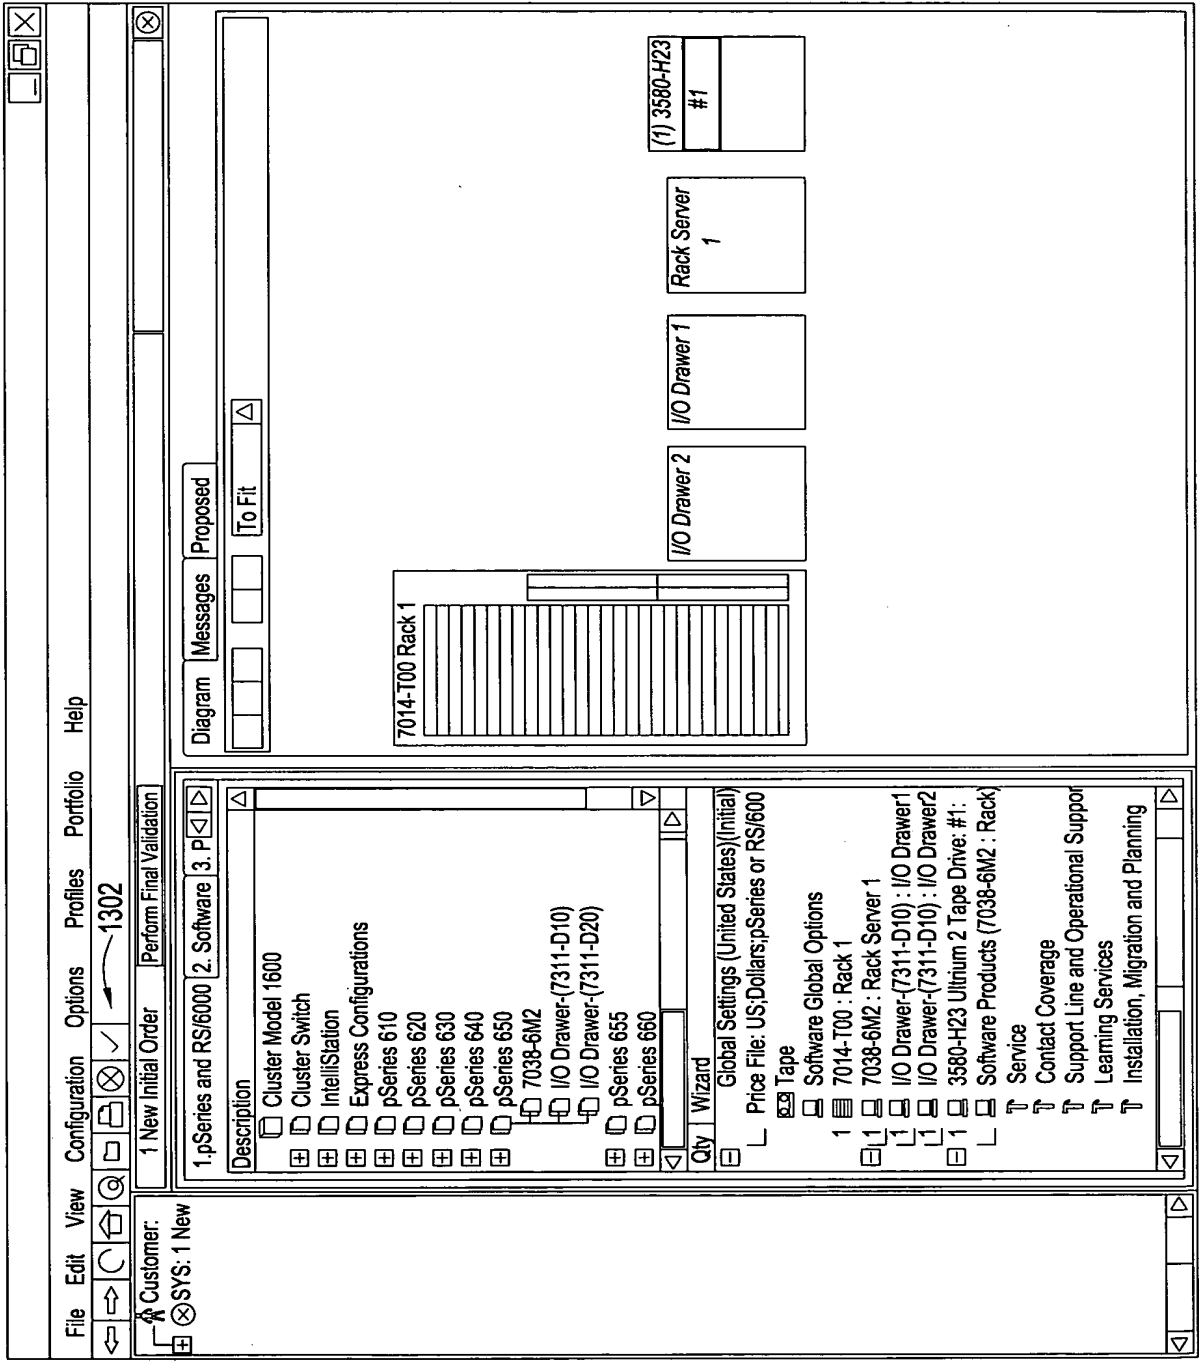 File Edit View Configuration Options Profiles Portfolio Help
1302
Customer:
SYS: 1 New
1 New Initial Order
Perform Final Validation
1.pSeries and RS/6000
2. Software
3. P
Description
Cluster Model 1600
Cluster Switch
IntelliStation
Express Configurations
pSeries 610
pSeries 620
pSeries 630
pSeries 640
pSeries 650
7038-6M2
I/O Drawer-(7311-D10)
I/O Drawer-(7311-D20)
pSeries 655
pSeries 660
Qty Wizard
Global Settings (United States)(Initial)
Price File: US;Dollars;pSeries or RS/600
Tape
Software Global Options
1 7014-T00 : Rack 1
1 7038-6M2 : Rack Server 1
1 I/O Drawer-(7311-D10) : I/O Drawer1
1 I/O Drawer-(7311-D10) : I/O Drawer2
1 3580-H23 Ultrium 2 Tape Drive: #1:
Software Products (7038-6M2 : Rack)
Service
Contact Coverage
Support Line and Operational Suppor
Learning Services
Installation, Migration and Planning
Diagram
Messages
Proposed
To Fit
7014-T00 Rack 1
I/O Drawer 2
I/O Drawer 1
Rack Server
1
(1) 3580-H23
#1